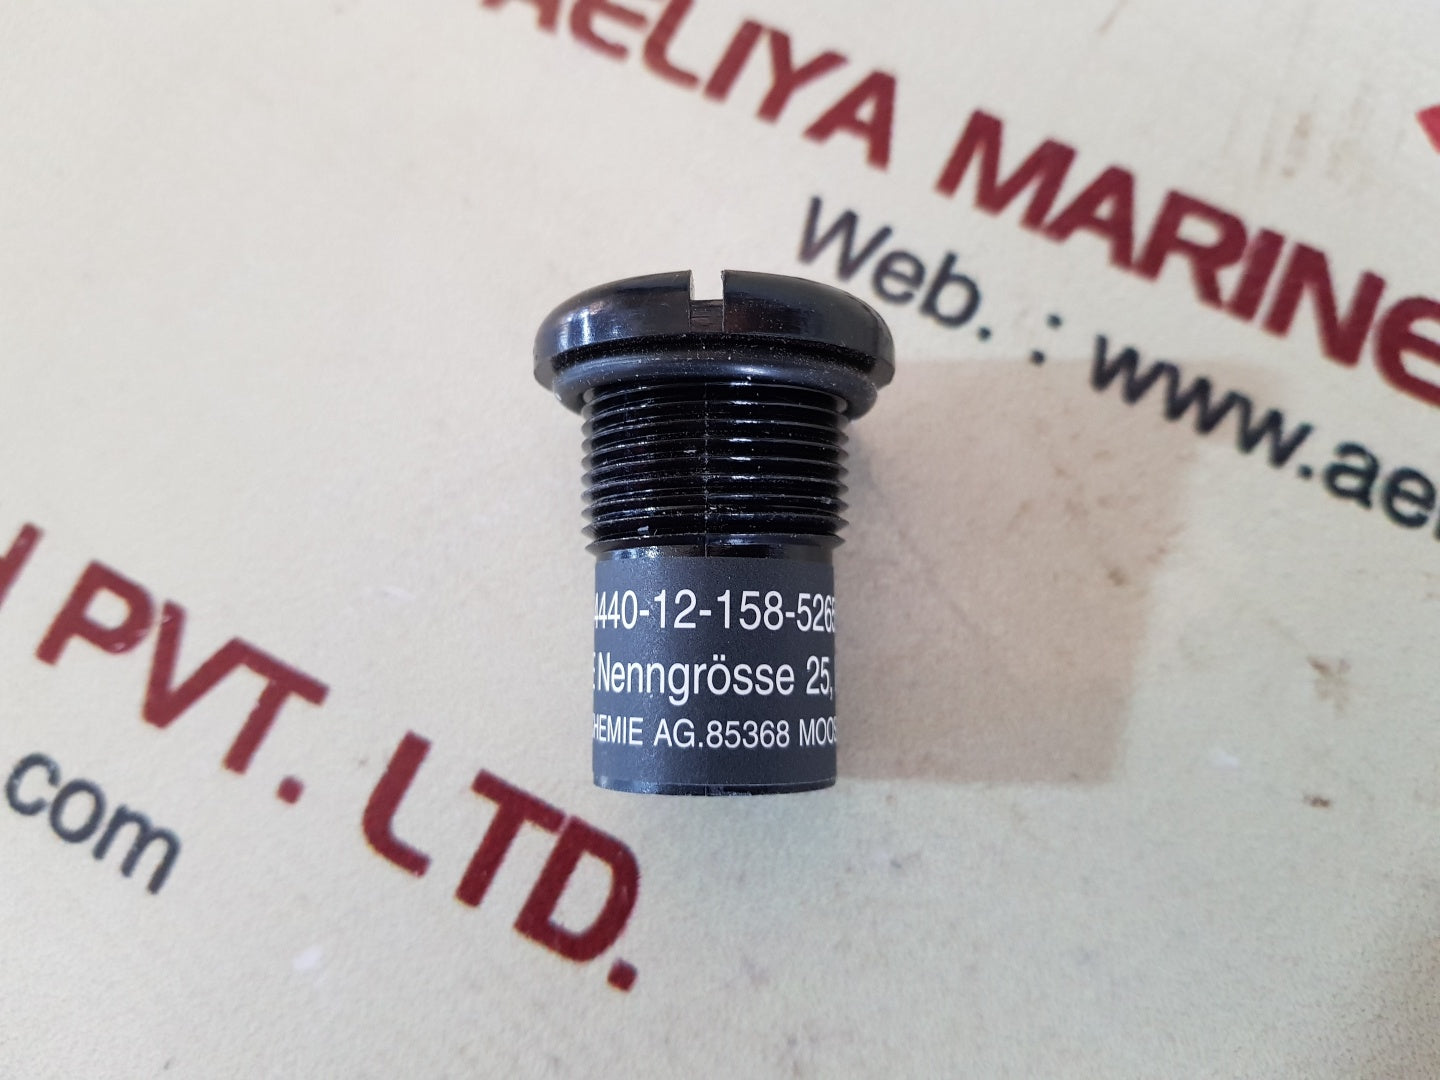 AELIYA MARINE
Web. : www.ae
PVT. LTD.
com
440-12-158-526
Nenngrösse 25,
HEMIE AG.85368 MOOS